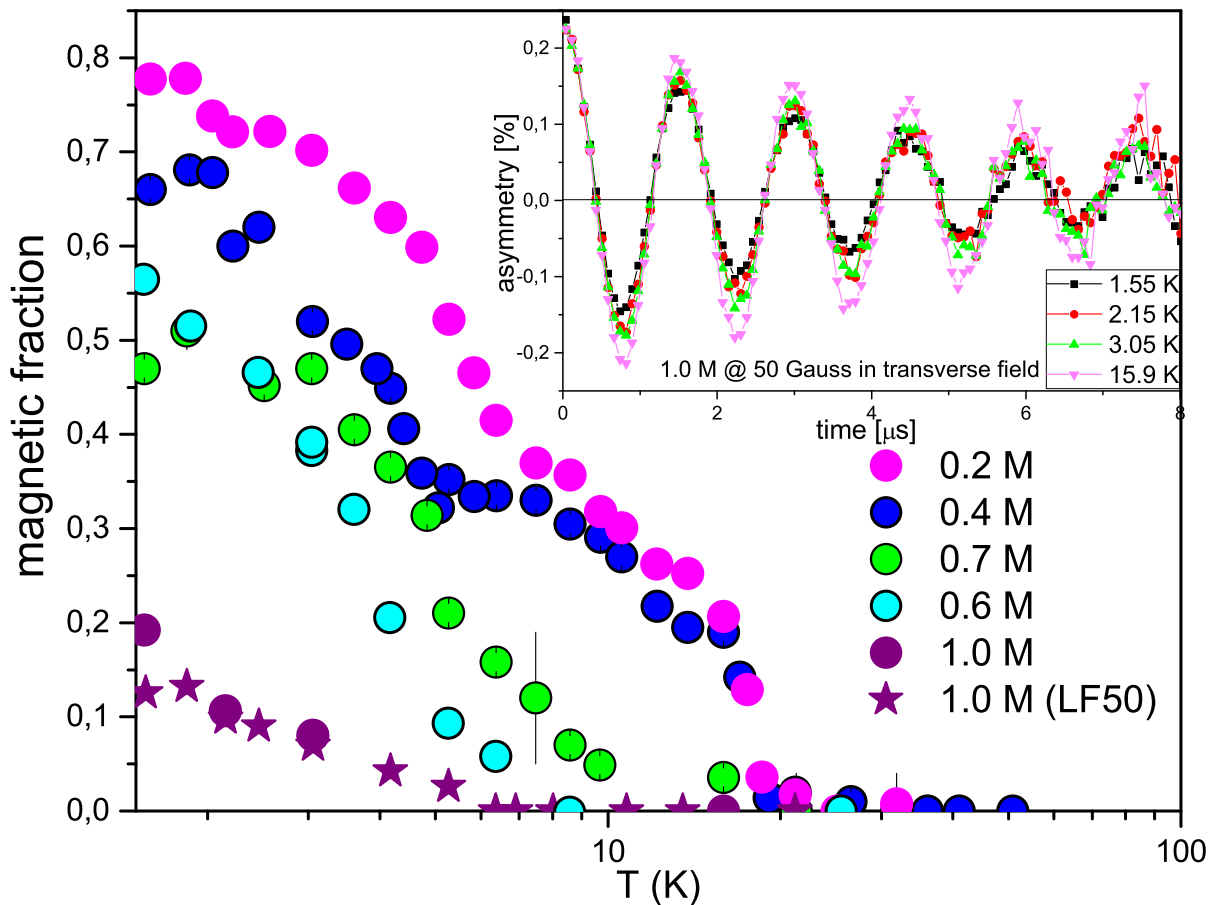 magnetic fraction
0,8
0,7
0,6
0,5
0,4
0,3
0,2
0,1
0,0
10
100
T (K)
asymmetry [%]
0,2
0,1
0,0
-0,1
-0,2
0
2
4
6
8
time [μs]
1.0 M @ 50 Gauss in transverse field
1.55 K
2.15 K
3.05 K
15.9 K
0.2 M
0.4 M
0.7 M
0.6 M
1.0 M
1.0 M (LF50)